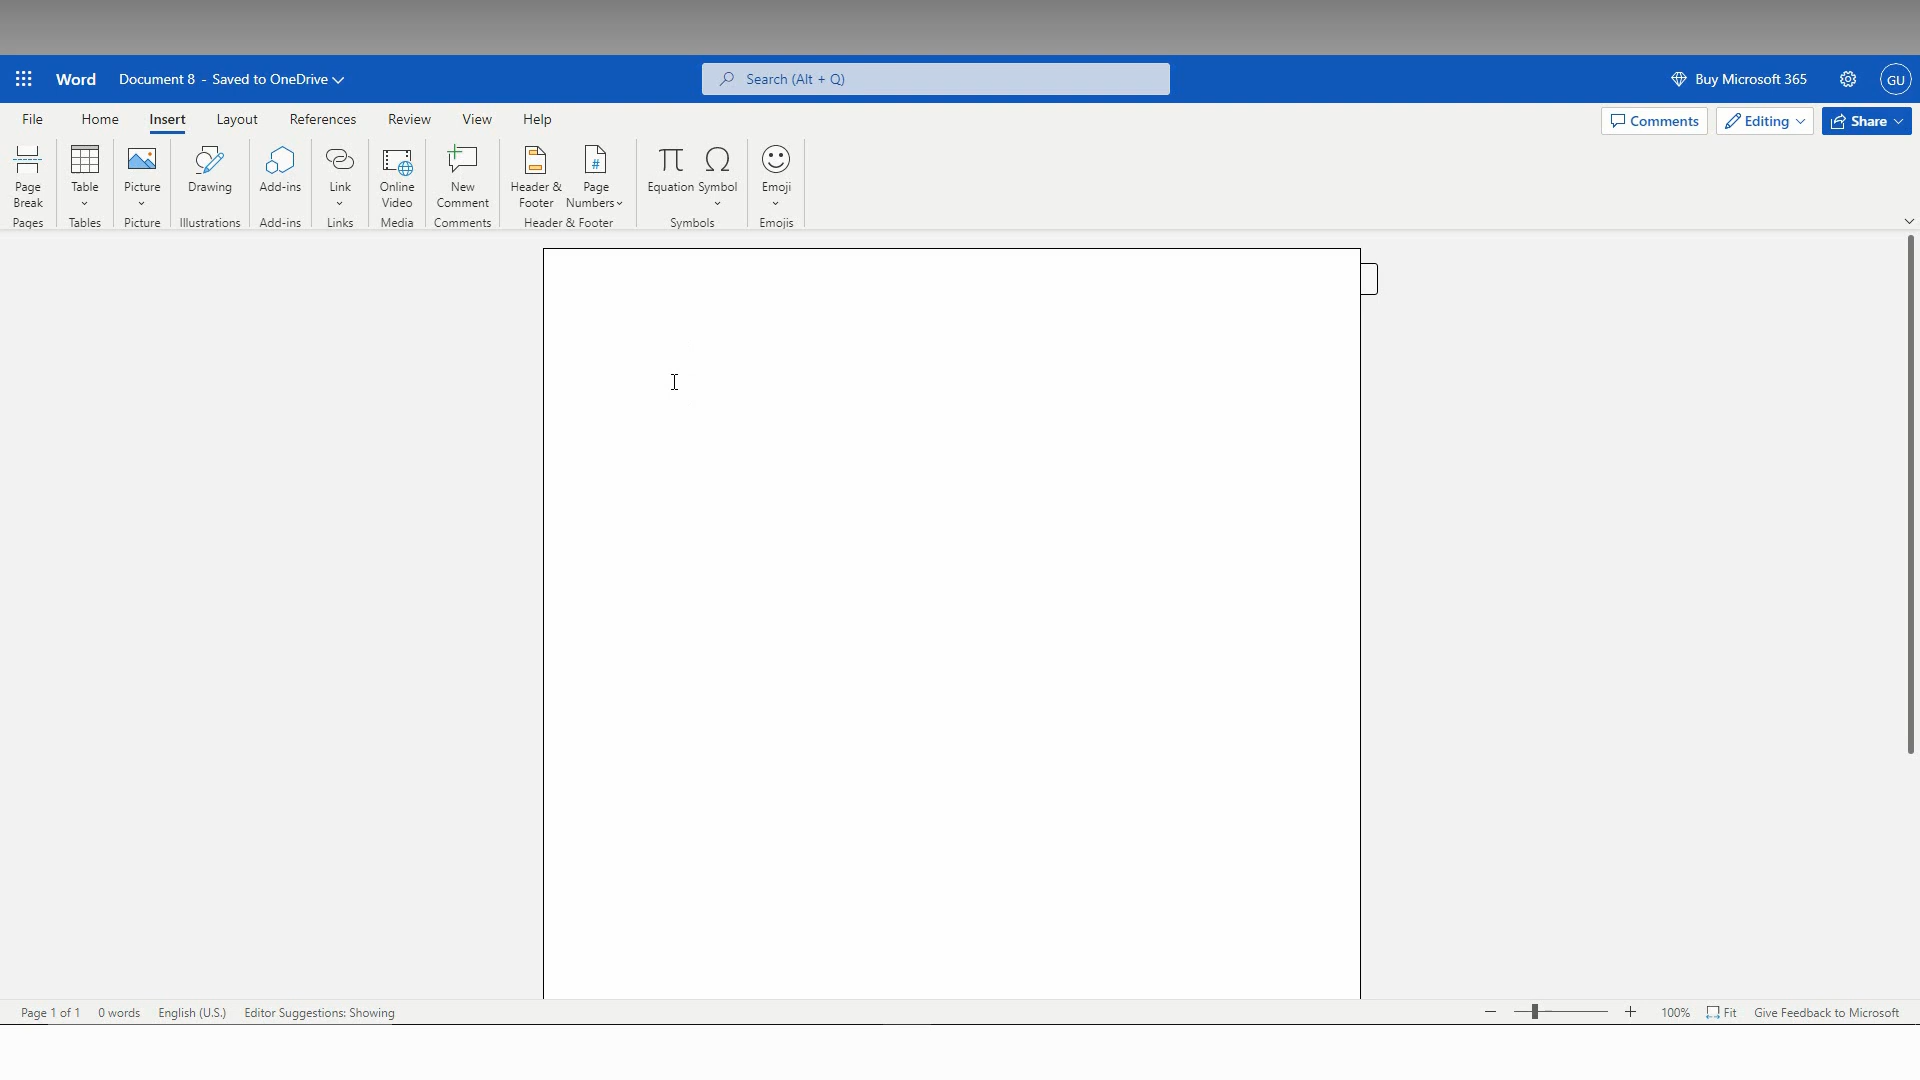 Word Document 8 - Saved to OneDrive Search (Alt + Q) Buy Microsoft 365 GU
File Home Insert Layout References Review View Help Comments Editing Share
Page Break Table Picture Drawing Add-ins Link Online Video New Comment Header & Footer # Page Numbers Equation Symbol Emoji
Pages Tables Picture Illustrations Add-ins Links Media Comments Header & Footer Symbols Emojis
Page 1 of 1 0 words English (U.S.) Editor Suggestions: Showing 100% Fit Give Feedback to Microsoft